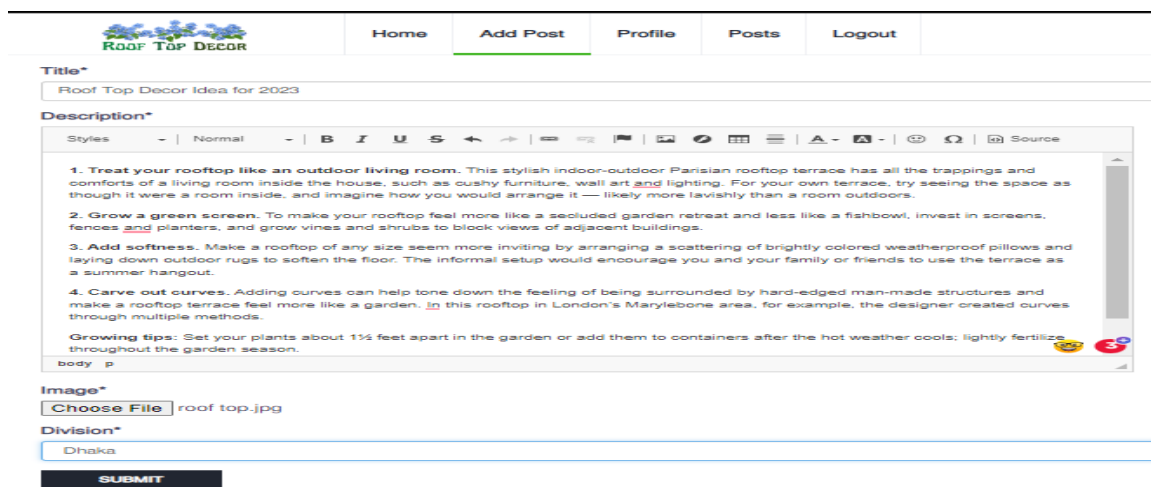 ROOF TOP DECOR
Home Add Post Profile Posts Logout
Title*
Roof Top Decor Idea for 2023
Description*
Styles Normal B I U S A A Ω Source
1. Treat your rooftop like an outdoor living room. This stylish indoor-outdoor Parisian rooftop terrace has all the trappings and
comforts of a living room inside the house, such as cushy furniture, wall art and lighting. For your own terrace, try seeing the space as
though it were a room inside, and imagine how you would arrange it — likely more lavishly than a room outdoors.
2. Grow a green screen. To make your rooftop feel more like a secluded garden retreat and less like a fishbowl, invest in screens,
fences and planters, and grow vines and shrubs to block views of adjacent buildings.
3. Add softness. Make a rooftop of any size seem more inviting by arranging a scattering of brightly colored weatherproof pillows and
laying down outdoor rugs to soften the floor. The informal setup would encourage you and your family or friends to use the terrace as
a summer hangout.
4. Carve out curves. Adding curves can help tone down the feeling of being surrounded by hard-edged man-made structures and
make a rooftop terrace feel more like a garden. In this rooftop in London's Marylebone area, for example, the designer created curves
through multiple methods.
Growing tips: Set your plants about 1½ feet apart in the garden or add them to containers after the hot weather cools; lightly fertilize
throughout the garden season.
3
body p
Image*
Choose File roof top.jpg
Division*
Dhaka
SUBMIT